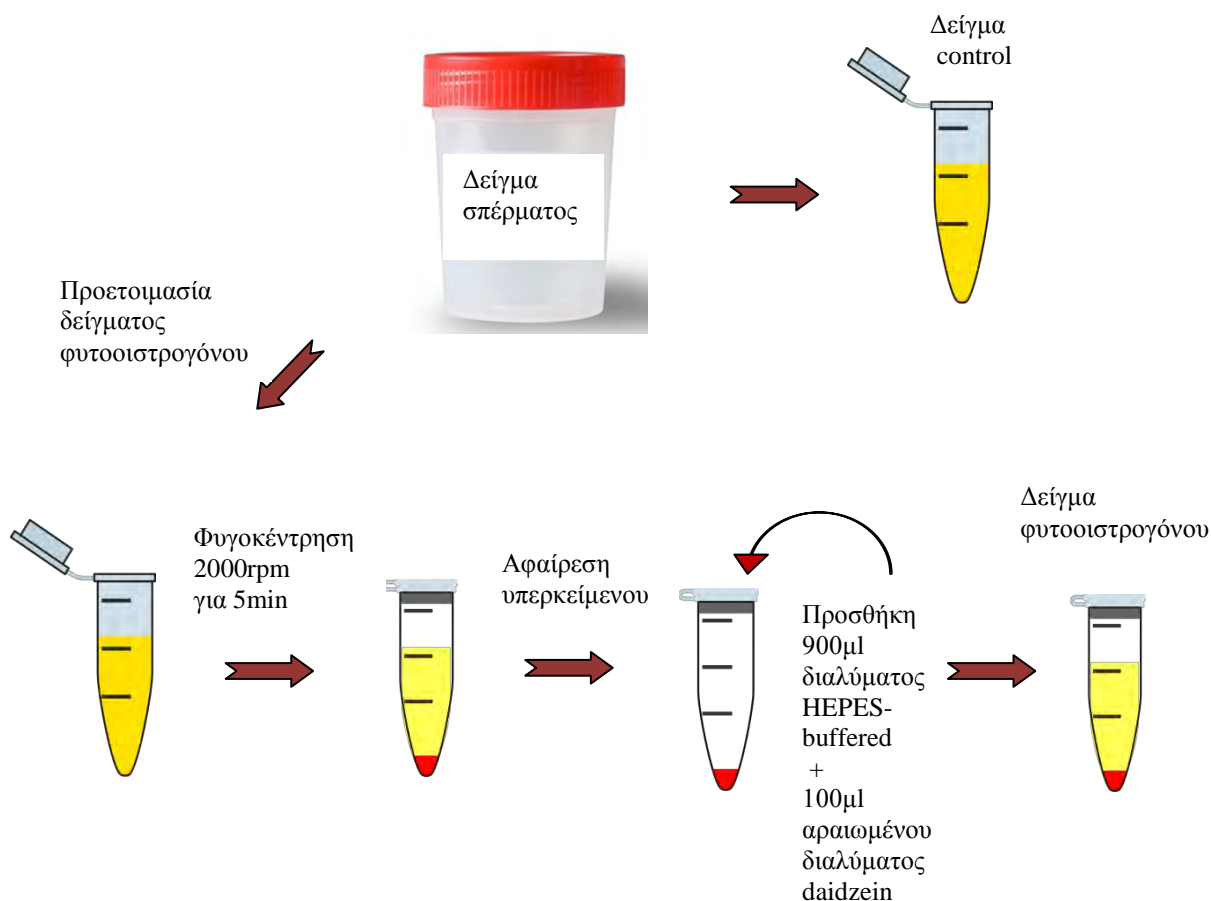 Δείγμα
control
Δείγμα
σπέρματος
Προετοιμασία
δείγματος
φυτοοιστρογόνου
Φυγοκέντρηση
2000rpm
για 5min
Αφαίρεση
υπερκείμενου
Προσθήκη
900μl
διαλύματος
HEPES-
buffered
+
100μl
αραιωμένου
διαλύματος
daidzein
Δείγμα
φυτοοιστρογόνου